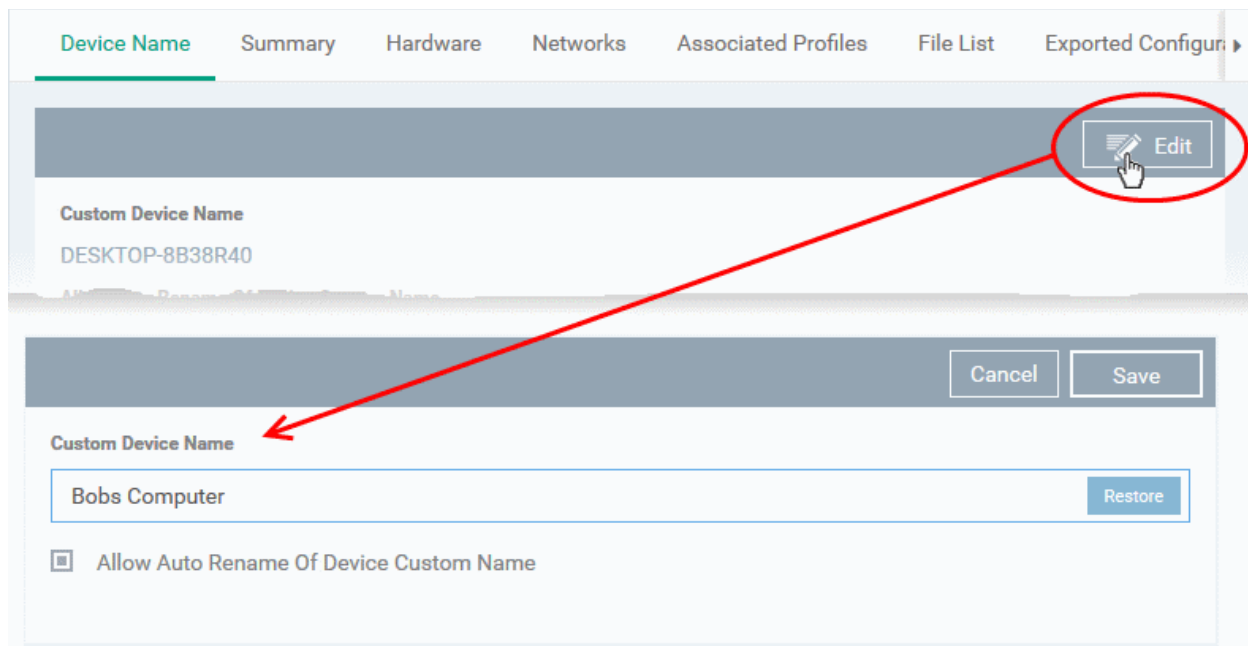 Device Name Summary Hardware Networks Associated Profiles File List Exported Configur
Edit
Custom Device Name
DESKTOP-8B38R40
Cancel Save
Custom Device Name
Bobs Computer Restore
Allow Auto Rename Of Device Custom Name